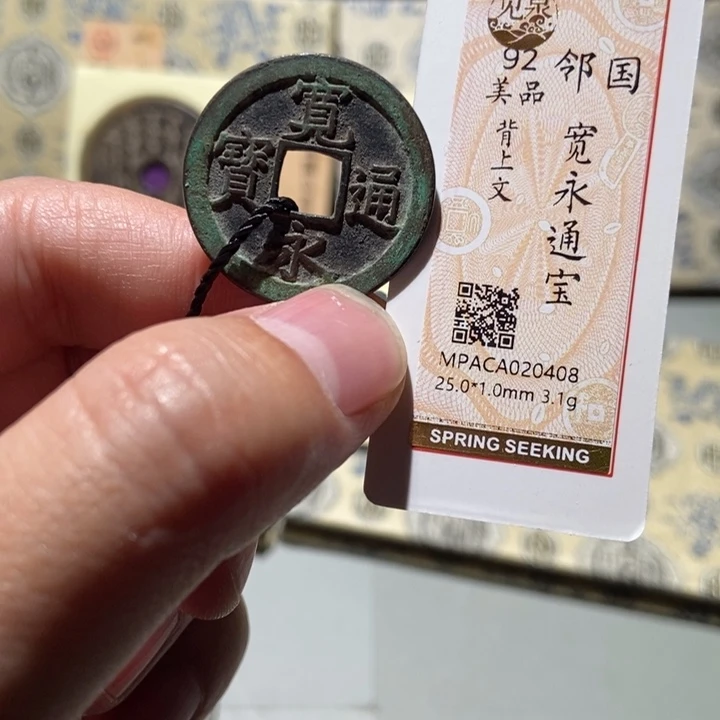 寬永通寶
见泉
92
美品
背上文
邻国
宽永通宝
MPACA020408
25.0*1.0mm 3.1g
SPRING SEEKING